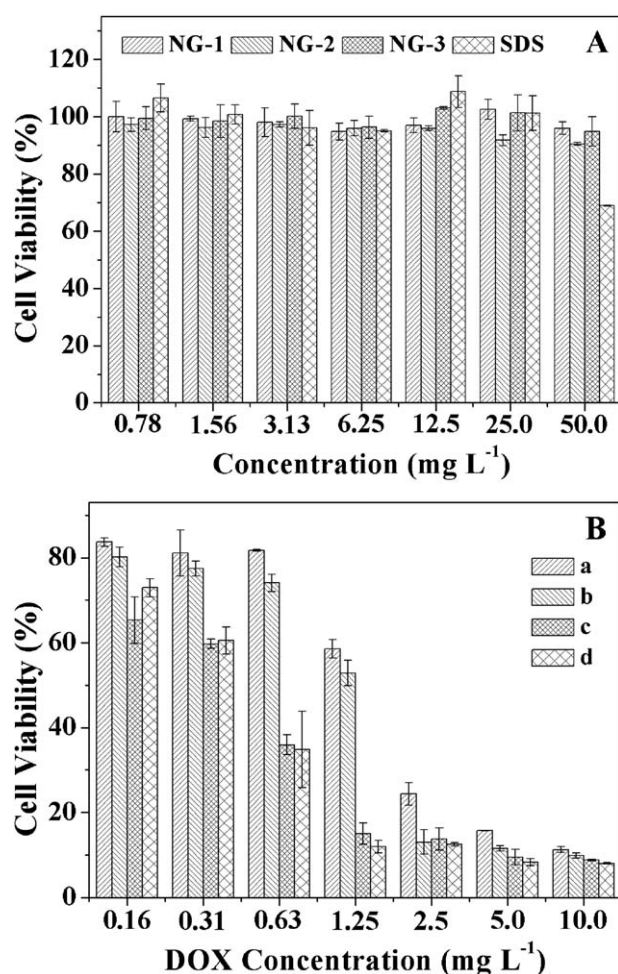 NG-1 NG-2 NG-3 SDS
A
120
100
80
60
40
20
0
Cell Viability (%)
0.78 1.56 3.13 6.25 12.5 25.0 50.0
Concentration (mg L⁻¹)
B
a
b
c
d
80
60
40
20
0
Cell Viability (%)
0.16 0.31 0.63 1.25 2.5 5.0 10.0
DOX Concentration (mg L⁻¹)